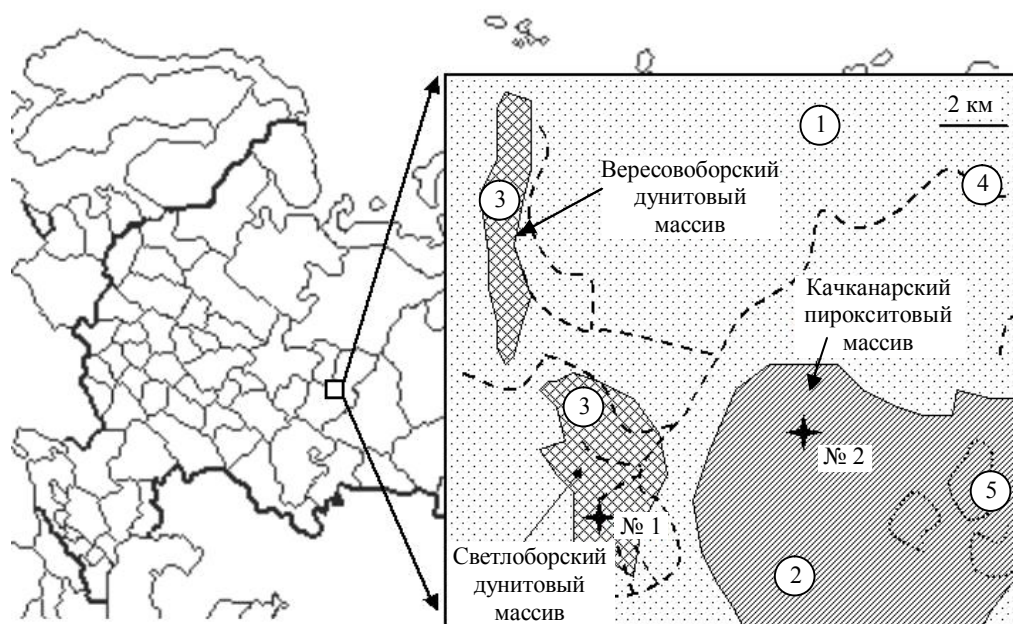 1
2 км
Вересовоборский
дунитовый
массив
3
4
Качканарский
пирокситовый
массив
3
№ 2
5
№ 1
Светлоборский
дунитовый
массив
2